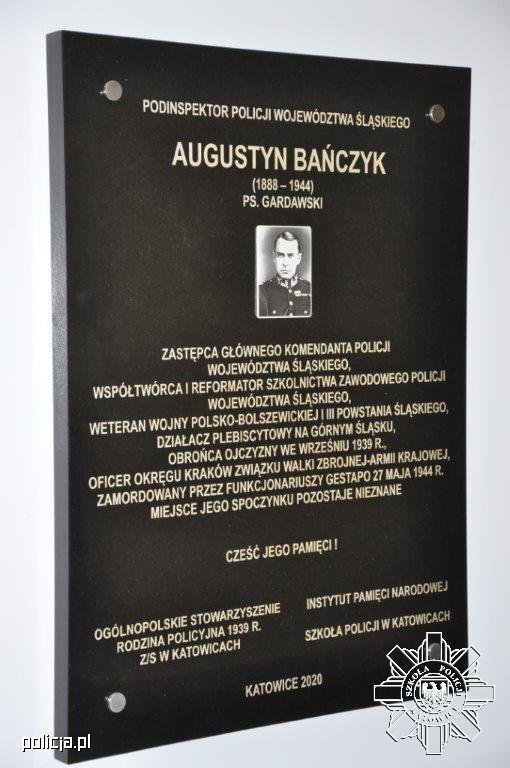 PODINSPEKTOR POLICJI WOJEWÓDZTWA ŚLĄSKIEGO
AUGUSTYN BAŃCZYK
(1888 – 1944)
PS. GARDAWSKI
ZASTĘPCA GŁÓWNEGO KOMENDANTA POLICJI
WOJEWÓDZTWA ŚLĄSKIEGO,
WSPÓŁTWÓRCA I REFORMATOR SZKOLNICTWA ZAWODOWEGO POLICJI
WOJEWÓDZTWA ŚLĄSKIEGO,
WETERAN WOJNY POLSKO-BOLSZEWICKIEJ I III POWSTANIA ŚLĄSKIEGO,
DZIAŁACZ PLEBISCYTOWY NA GÓRNYM ŚLĄSKU,
OBROŃCA OJCZYZNY WE WRZEŚNIU 1939 R.,
OFICER OKRĘGU KRAKÓW ZWIĄZKU WALKI ZBROJNEJ-ARMII KRAJOWEJ,
ZAMORDOWANY PRZEZ FUNKCJONARIUSZY GESTAPO 27 MAJA 1944 R.
MIEJSCE JEGO SPOCZYNKU POZOSTAJE NIEZNANE
CZEŚĆ JEGO PAMIĘCI !
OGÓLNOPOLSKIE STOWARZYSZENIE
RODZINA POLICYJNA 1939 R.
Z/S W KATOWICACH
INSTYTUT PAMIĘCI NARODOWEJ
SZKOŁA POLICJI W KATOWICACH
KATOWICE 2020
SZKOŁA POLICJI
policja.pl